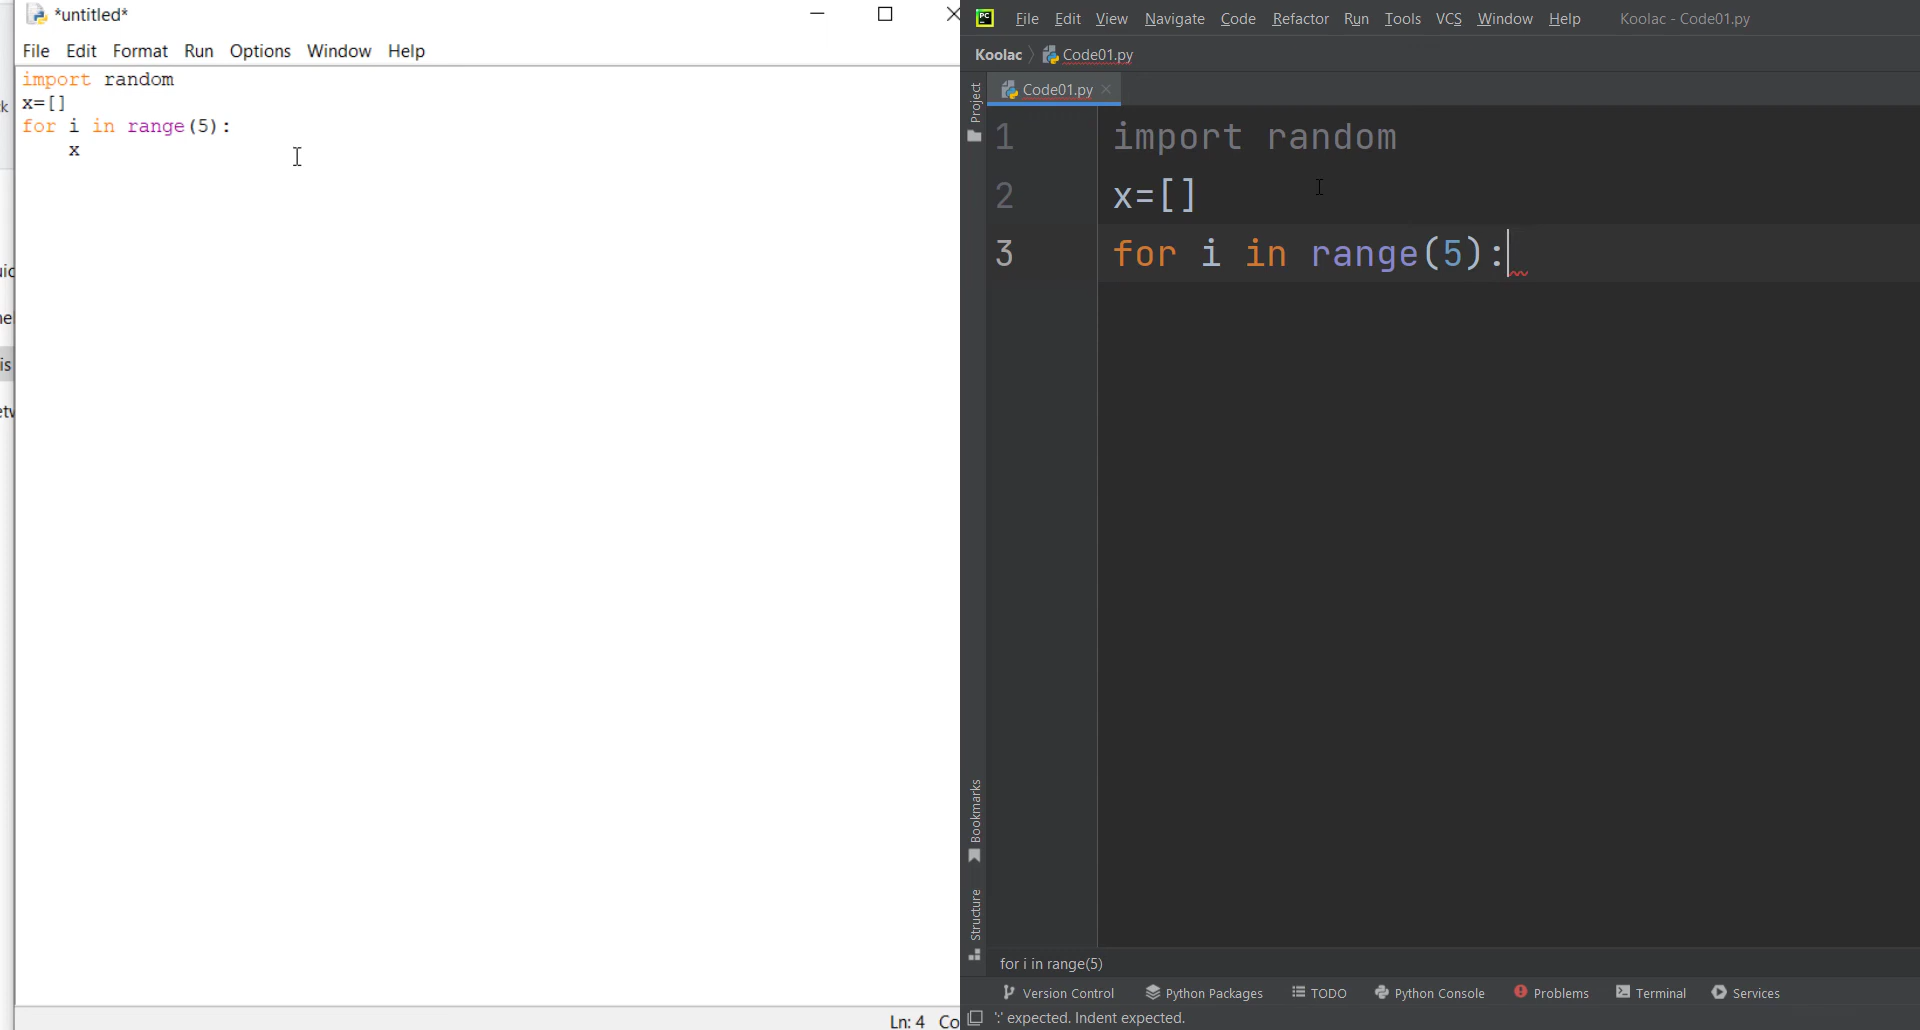 *untitled*
File Edit Format Run Options Window Help
import random
x=[]
for i in range(5):
x
Ln: 4 Co
PC File Edit View Navigate Code Refactor Run Tools VCS Window Help Koolac - Code01.py
Koolac Code01.py
Code01.py
Project
1 import random
2 x=[]
3 for i in range(5):
Bookmarks
Structure
for i in range(5)
Version Control Python Packages TODO Python Console Problems Terminal Services
':' expected. Indent expected.